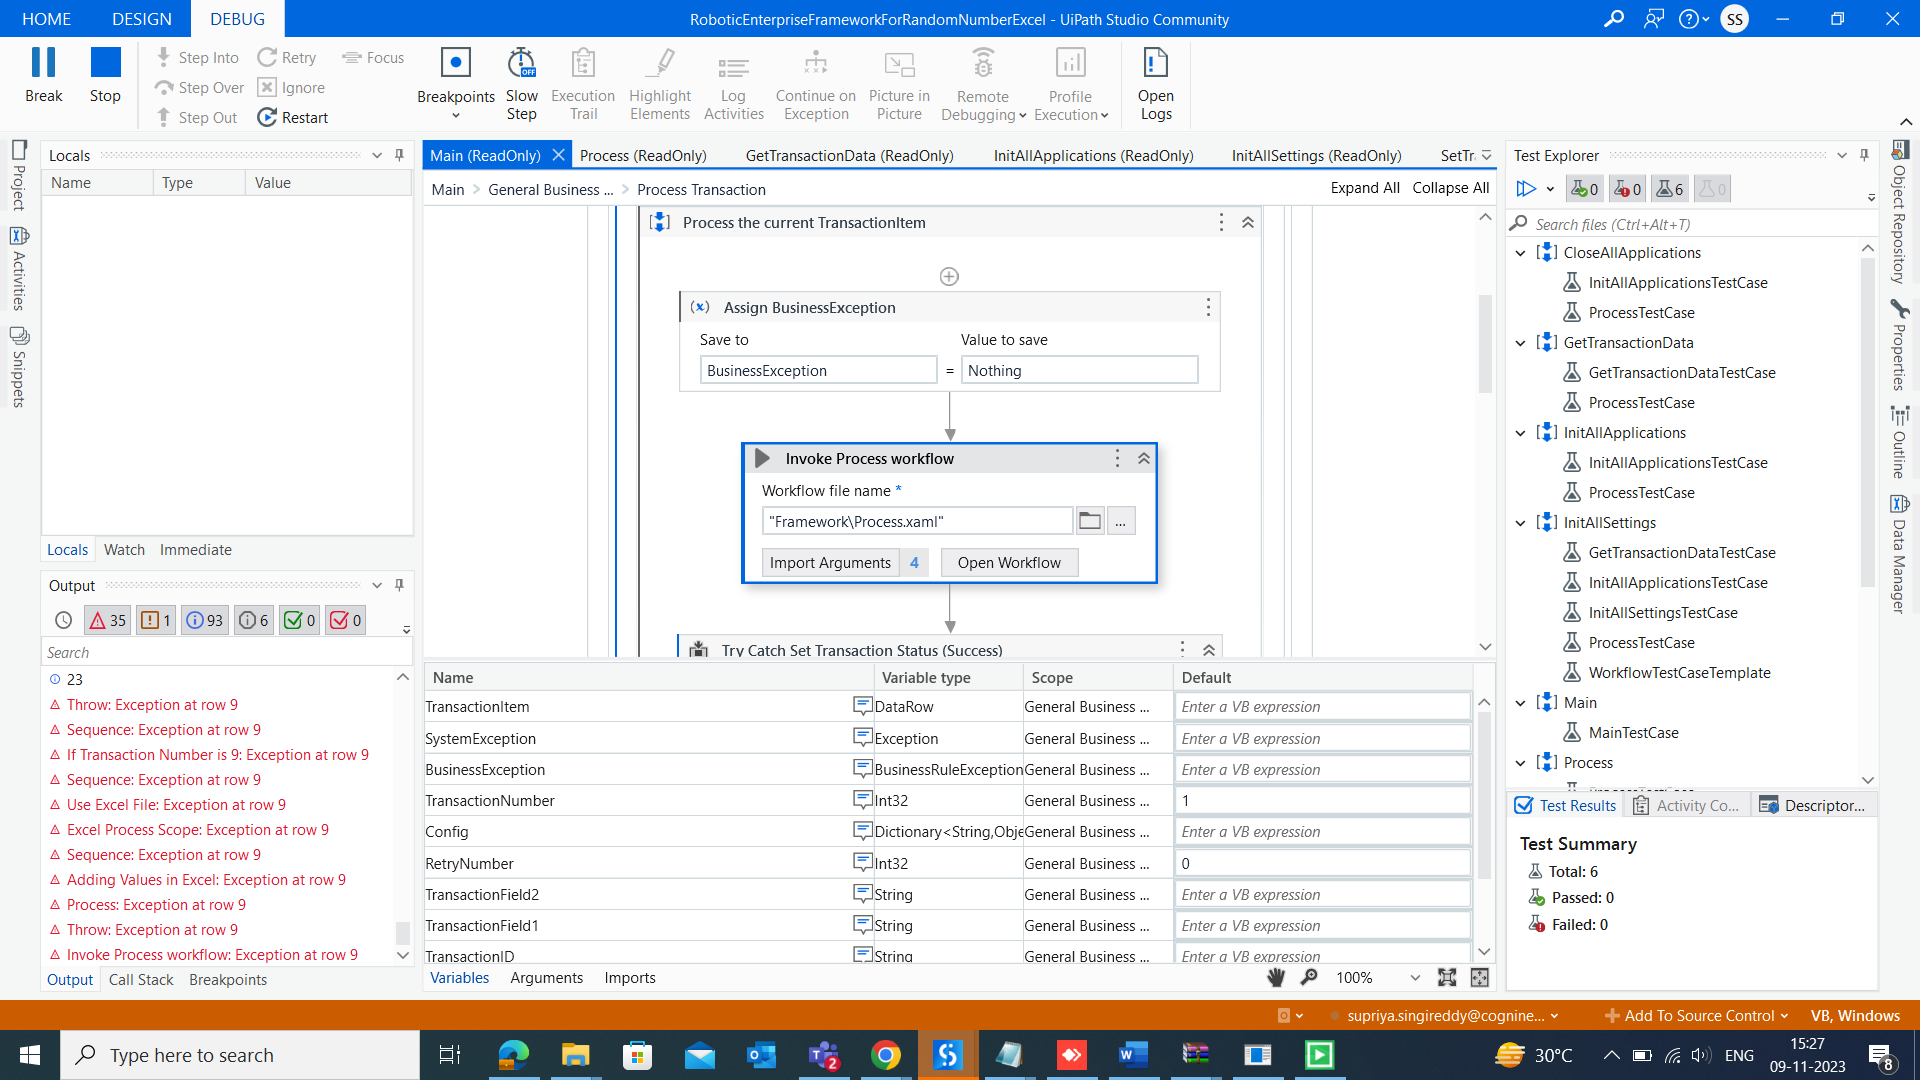 HOME DESIGN DEBUG
RoboticEnterpriseFrameworkForRandomNumberExcel - UiPath Studio Community
SS
Break
Stop
Step Into
Step Over
Step Out
Retry
Ignore
Restart
Focus
Breakpoints
Slow Step
OFF
Execution Trail
Highlight Elements
Log Activities
Continue on Exception
Picture in Picture
Remote Debugging
Profile Execution
Open Logs
Project
Activities
Snippets
Locals
Name Type Value
Locals Watch Immediate
Output
35 1 93 6 0 0
Search
23
Throw: Exception at row 9
Sequence: Exception at row 9
If Transaction Number is 9: Exception at row 9
Sequence: Exception at row 9
Use Excel File: Exception at row 9
Excel Process Scope: Exception at row 9
Sequence: Exception at row 9
Adding Values in Excel: Exception at row 9
Process: Exception at row 9
Throw: Exception at row 9
Invoke Process workflow: Exception at row 9
Output Call Stack Breakpoints
Main (ReadOnly) Process (ReadOnly) GetTransactionData (ReadOnly) InitAllApplications (ReadOnly) InitAllSettings (ReadOnly) SetTr
Main > General Business ... > Process Transaction
Expand All Collapse All
Process the current TransactionItem
(x) Assign BusinessException
Save to Value to save
BusinessException = Nothing
Invoke Process workflow
Workflow file name *
"Framework\Process.xaml"
...
Import Arguments 4 Open Workflow
Try Catch Set Transaction Status (Success)
Name Variable type Scope Default
TransactionItem DataRow General Business ... Enter a VB expression
SystemException Exception General Business ... Enter a VB expression
BusinessException BusinessRuleException General Business ... Enter a VB expression
TransactionNumber Int32 General Business ... 1
Config Dictionary<String,Obje General Business ... Enter a VB expression
RetryNumber Int32 General Business ... 0
TransactionField2 String General Business ... Enter a VB expression
TransactionField1 String General Business ... Enter a VB expression
TransactionID String General Business ... Enter a VB expression
Variables Arguments Imports
100%
Test Explorer
0 0 6 0
Search files (Ctrl+Alt+T)
CloseAllApplications
InitAllApplicationsTestCase
ProcessTestCase
GetTransactionData
GetTransactionDataTestCase
ProcessTestCase
InitAllApplications
InitAllApplicationsTestCase
ProcessTestCase
InitAllSettings
GetTransactionDataTestCase
InitAllApplicationsTestCase
InitAllSettingsTestCase
ProcessTestCase
WorkflowTestCaseTemplate
Main
MainTestCase
Process
Test Results Activity Co... Descriptor...
Test Summary
Total: 6
Passed: 0
Failed: 0
Object Repository
Properties
Outline
Data Manager
supriya.singireddy@cognine...
Add To Source Control
VB, Windows
Type here to search
2
30°C
ENG
15:27
09-11-2023
8